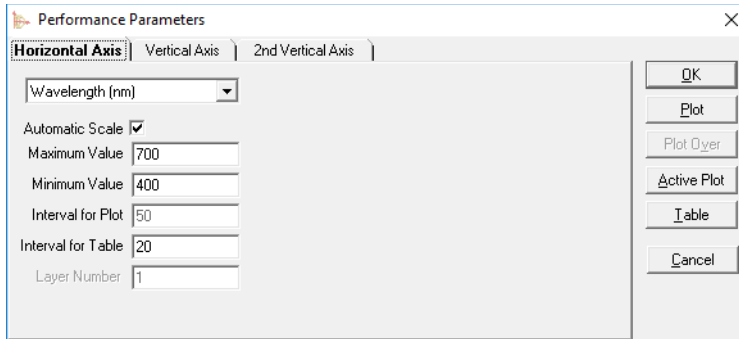 Performance Parameters
Horizontal Axis Vertical Axis 2nd Vertical Axis
Wavelength (nm)
Automatic Scale
Maximum Value 700
Minimum Value 400
Interval for Plot 50
Interval for Table 20
Layer Number 1
OK
Plot
Plot Over
Active Plot
Table
Cancel